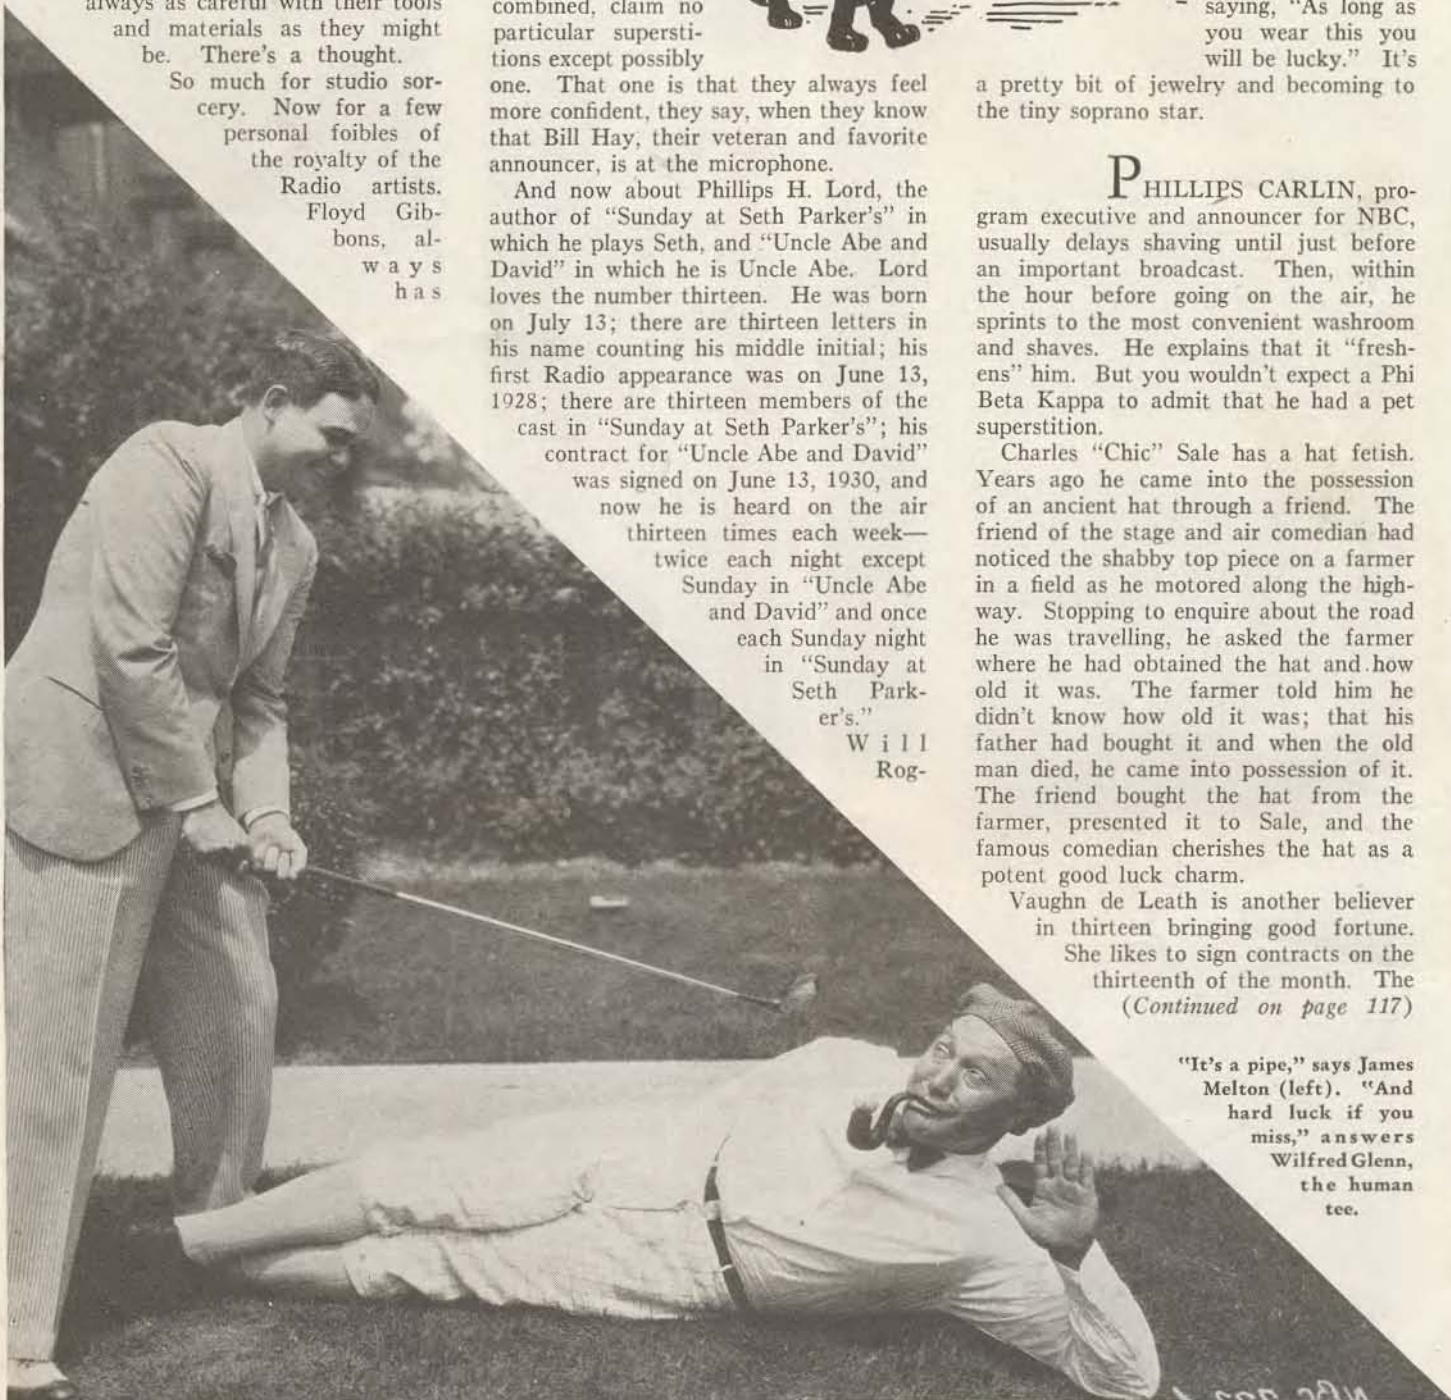 always as careful with their tools
and materials as they might
be. There's a thought.
So much for studio sor-
cery. Now for a few
personal foibles of
the royalty of the
Radio artists.
Floyd Gib-
bons, al-
ways
has
combined, claim no
particular supersti-
tions except possibly
one. That one is that they always feel
more confident, they say, when they know
that Bill Hay, their veteran and favorite
announcer, is at the microphone.
And now about Phillips H. Lord, the
author of "Sunday at Seth Parker's" in
which he plays Seth, and "Uncle Abe and
David" in which he is Uncle Abe. Lord
loves the number thirteen. He was born
on July 13; there are thirteen letters in
his name counting his middle initial; his
first Radio appearance was on June 13,
1928; there are thirteen members of the
cast in "Sunday at Seth Parker's"; his
contract for "Uncle Abe and David"
was signed on June 13, 1930, and
now he is heard on the air
thirteen times each week—
twice each night except
Sunday in "Uncle Abe
and David" and once
each Sunday night
in "Sunday at
Seth Park-
er's."
Will
Rog-
saying, "As long as
you wear this you
will be lucky." It's
a pretty bit of jewelry and becoming to
the tiny soprano star.
PHILLIPS CARLIN, pro-
gram executive and announcer for NBC,
usually delays shaving until just before
an important broadcast. Then, within
the hour before going on the air, he
sprints to the most convenient washroom
and shaves. He explains that it "fresh-
ens" him. But you wouldn't expect a Phi
Beta Kappa to admit that he had a pet
superstition.
Charles "Chic" Sale has a hat fetish.
Years ago he came into the possession
of an ancient hat through a friend. The
friend of the stage and air comedian had
noticed the shabby top piece on a farmer
in a field as he motored along the high-
way. Stopping to enquire about the road
he was travelling, he asked the farmer
where he had obtained the hat and how
old it was. The farmer told him he
didn't know how old it was; that his
father had bought it and when the old
man died, he came into possession of it.
The friend bought the hat from the
farmer, presented it to Sale, and the
famous comedian cherishes the hat as a
potent good luck charm.
Vaughn de Leath is another believer
in thirteen bringing good fortune.
She likes to sign contracts on the
thirteenth of the month. The
(Continued on page 117)
"It's a pipe," says James
Melton (left). "And
hard luck if you
miss," answers
Wilfred Glenn,
the human
tee.